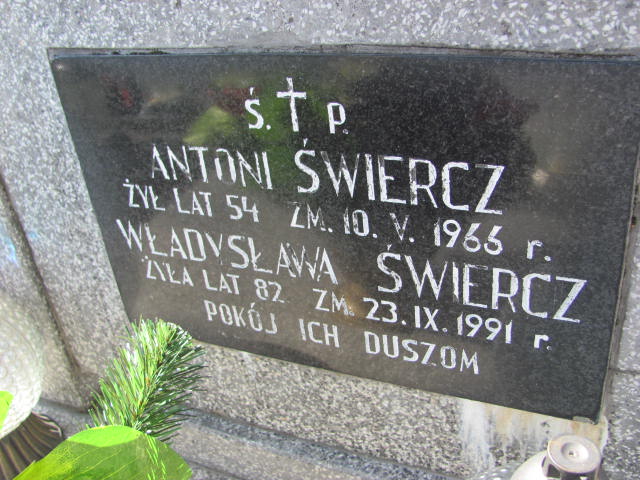 Ś. † P.
ANTONI ŚWIERCZ
ŻYŁ LAT 54 ZM. 10. V. 1966 r.
WŁADYSŁAWA ŚWIERCZ
ŻYŁA LAT 82 ZM. 23. IX. 1991 r.
POKÓJ ICH DUSZOM